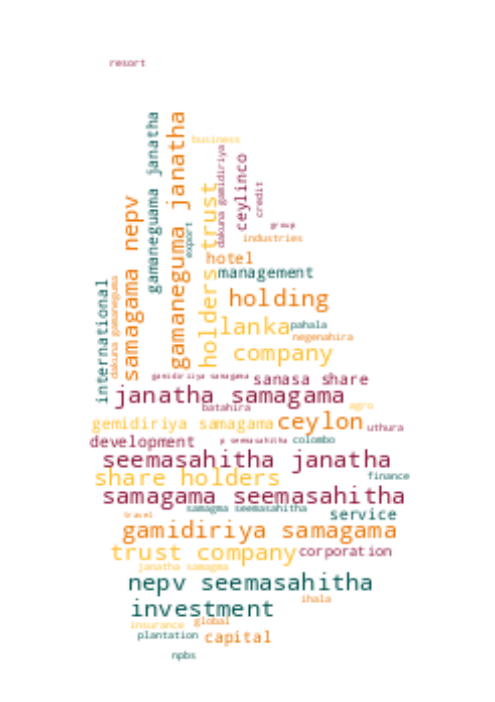 resort
gamaneguama janatha
gamaneguma janatha
business
dakuna gamidiriya
ceylinco
credit
holders trust
samagama nepv
export
group
industries
hotel
management
international
dakuna gamaneguma
holding
lanka
pahala
negenahira
company
gamidiriiya samagama
sanasa share
janatha samagama
batahira
agro
gemidiriya samagama
ceylon
uthura
development
p seemasahitha
colombo
seemasahitha janatha
share holders
finance
samagama seemasahitha
samagma seemasahitha
travel
service
gamidiriya samagama
trust company
corporation
janatha samagma
nepv seemasahitha
ihala
investment
insurance
global
plantation
capital
npbs